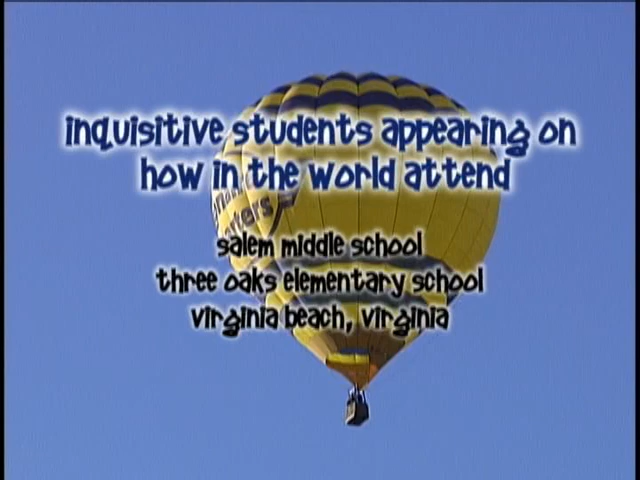 inquisitive students appearing on
how in the world attend
salem middle school
three oaks elementary school
virginia beach, virginia